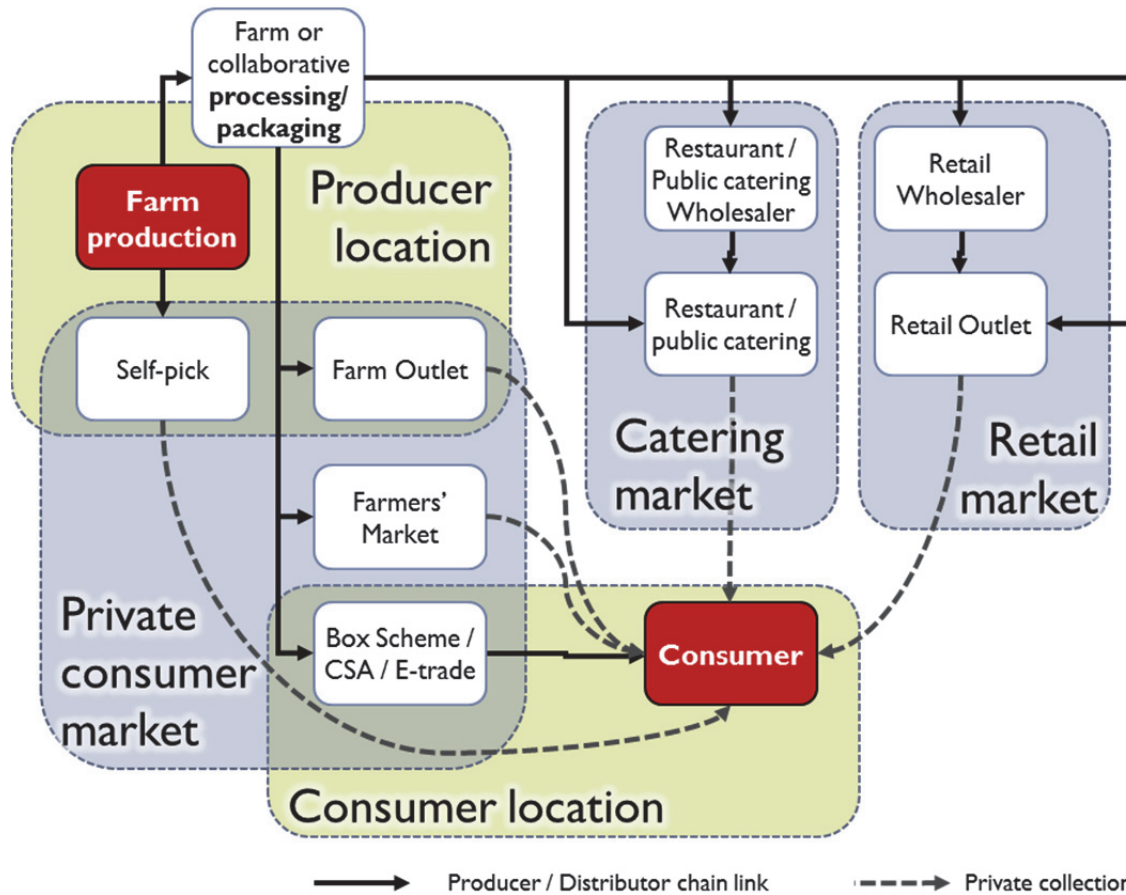 Farm or
collaborative
processing/
packaging
Farm
production
Producer
location
Restaurant /
Public catering
Wholesaler
Retail
Wholesaler
Self-pick
Farm Outlet
Restaurant /
public catering
Retail Outlet
Catering
market
Retail
market
Farmers'
Market
Private
consumer
market
Box Scheme /
CSA / E-trade
Consumer
Consumer location
Producer / Distributor chain link
Private collection